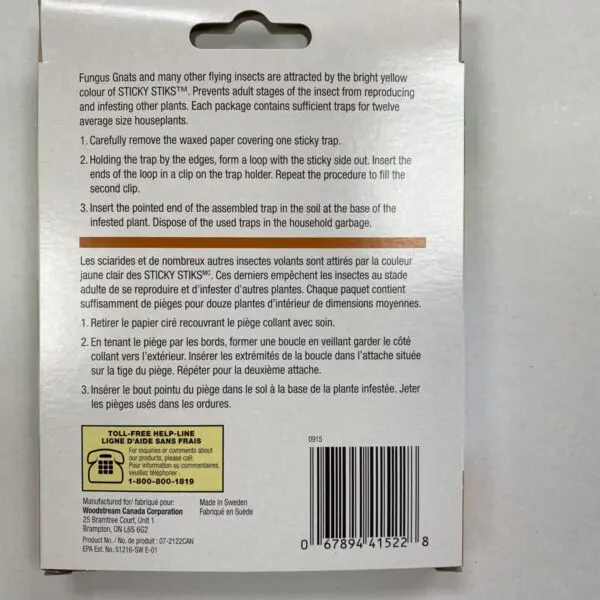 Fungus Gnats and many other flying insects are attracted by the bright yellow
colour of STICKY STIKS™. Prevents adult stages of the insect from reproducing
and infesting other plants. Each package contains sufficient traps for twelve
average size houseplants.
1. Carefully remove the waxed paper covering one sticky trap.
2. Holding the trap by the edges, form a loop with the sticky side out. Insert the
ends of the loop in a clip on the trap holder. Repeat the procedure to fill the
second clip.
3. Insert the pointed end of the assembled trap in the soil at the base of the
infested plant. Dispose of the used traps in the household garbage.
Les sciarides et de nombreux autres insectes volants sont attirés par la couleur
jaune clair des STICKY STIKSᴹᶜ. Ces derniers empêchent les insectes au stade
adulte de se reproduire et d'infester d'autres plantes. Chaque paquet contient
suffisamment de pièges pour douze plantes d'intérieur de dimensions moyennes.
1. Retirer le papier ciré recouvrant le piège collant avec soin.
2. En tenant le piège par les bords, former une boucle en veillant garder le côté
collant vers l'extérieur. Insérer les extrémités de la boucle dans l'attache située
sur la tige du piège. Répéter pour la deuxième attache.
3. Insérer le bout pointu du piège dans le sol à la base de la plante infestée. Jeter
les pièges usés dans les ordures.
TOLL-FREE HELP-LINE
LIGNE D'AIDE SANS FRAIS
For inquiries or comments about
our products, please call:
Pour information ou commentaires,
veuillez téléphoner :
1-800-800-1819
Manufactured for/ fabriqué pour:
Woodstream Canada Corporation
25 Bramtree Court, Unit 1
Brampton, ON L6S 6G2
Product No. / No. de produit : 07-2122CAN
EPA Est. No. 51216-SW E-01
Made in Sweden
Fabriqué en Suède
0915
0 67894 41522 8